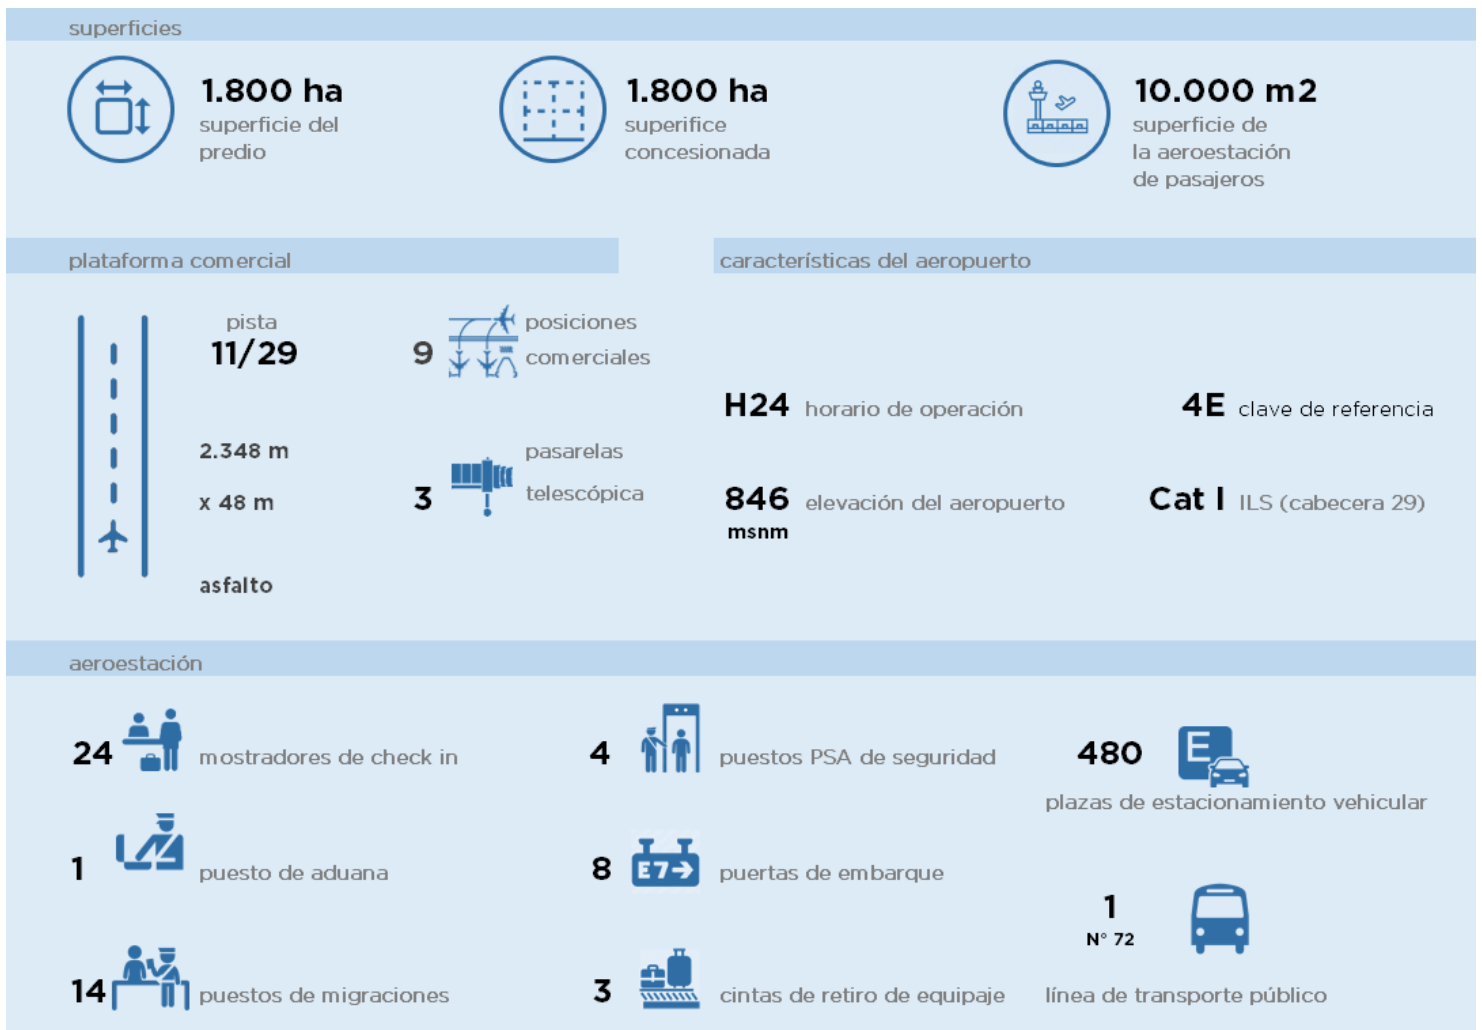 superficies
1.800 ha
superficie del
predio
1.800 ha
superifice
concesionada
10.000 m2
superficie de
la aeroestación
de pasajeros
plataforma comercial
pista
11/29
2.348 m
x 48 m
asfalto
9
posiciones
comerciales
3
pasarelas
telescópica
características del aeropuerto
H24 horario de operación
4E clave de referencia
846 elevación del aeropuerto
msnm
Cat I ILS (cabecera 29)
aeroestación
24 mostradores de check in
1 puesto de aduana
14 puestos de migraciones
4 puestos PSA de seguridad
8 E7→ puertas de embarque
3 cintas de retiro de equipaje
480 E
plazas de estacionamiento vehicular
1
N° 72
línea de transporte público